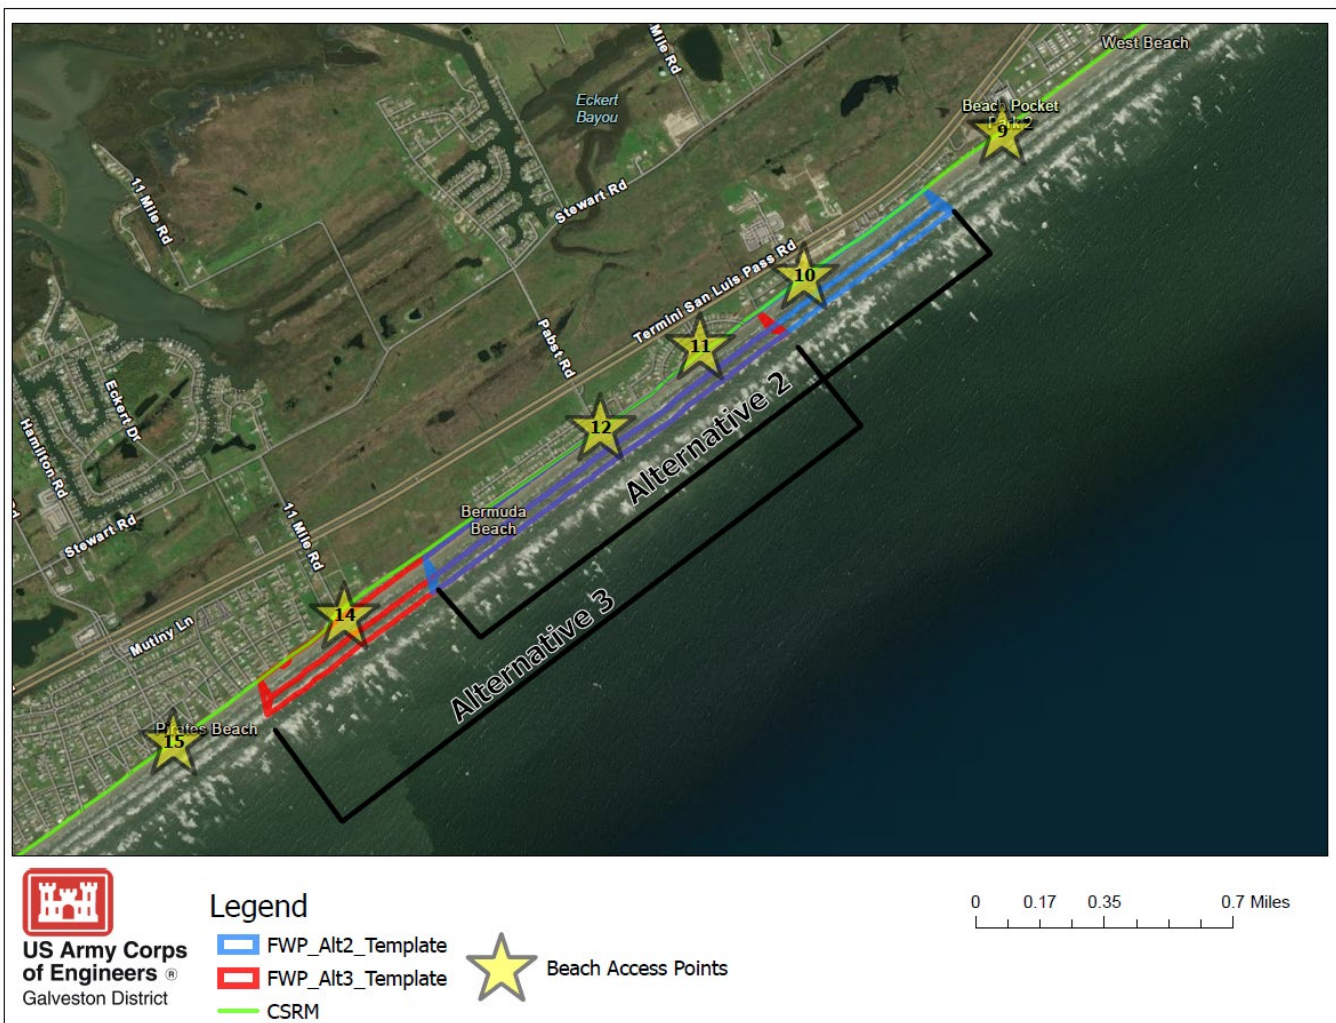 West Beach
Mile Rd
Eckert
Bayou
Beach Pocket
Park 2
9
11 Mile Rd
Stewart Rd
10
Termini San Luis Pass Rd
11
Pabst Rd
Eckert Dr
12
Alternative 2
Hamilton Rd
Bermuda
Beach
Stewart Rd
11 Mile Rd
Alternative 3
14
Mutiny Ln
Pirates Beach
15
US Army Corps
of Engineers ®
Galveston District
Legend
FWP_Alt2_Template
FWP_Alt3_Template
CSRM
Beach Access Points
0 0.17 0.35 0.7 Miles